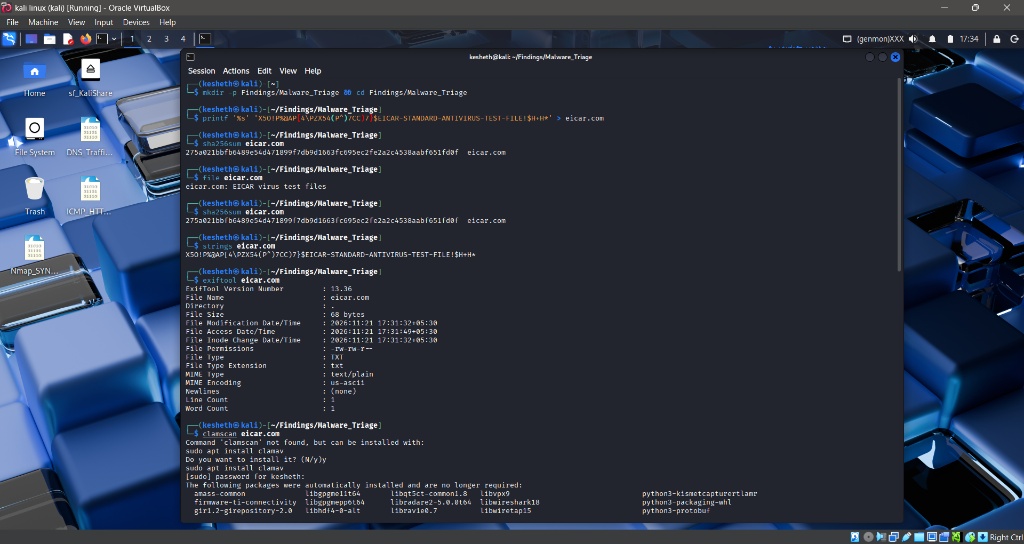 kali linux (kali) [Running] - Oracle VirtualBox
File Machine View Input Devices Help
1 2 3 4
(genmon)XXX 17:34
Home
sf_KaliShare
File System
DNS_Traffi...
Trash
ICMP_HTT...
Nmap_SYN...
kesheth@kali: ~/Findings/Malware_Triage
Session Actions Edit View Help
(kesheth㉿kali)-[~]
$ mkdir -p Findings/Malware_Triage && cd Findings/Malware_Triage
(kesheth㉿kali)-[~/Findings/Malware_Triage]
$ printf '%s' 'X5O!P%@AP[4\PZX54(P^)7CC)7}$EICAR-STANDARD-ANTIVIRUS-TEST-FILE!$H+H*' > eicar.com
(kesheth㉿kali)-[~/Findings/Malware_Triage]
$ sha256sum eicar.com
275a021bbfb6489e54d471899f7db9d1663fc695ec2fe2a2c4538aabf651fd0f eicar.com
(kesheth㉿kali)-[~/Findings/Malware_Triage]
$ file eicar.com
eicar.com: EICAR virus test files
(kesheth㉿kali)-[~/Findings/Malware_Triage]
$ sha256sum eicar.com
275a021bbfb6489e54d471899f7db9d1663fc695ec2fe2a2c4538aabf651fd0f eicar.com
(kesheth㉿kali)-[~/Findings/Malware_Triage]
$ strings eicar.com
X5O!P%@AP[4\PZX54(P^)7CC)7}$EICAR-STANDARD-ANTIVIRUS-TEST-FILE!$H+H*
(kesheth㉿kali)-[~/Findings/Malware_Triage]
$ exiftool eicar.com
ExifTool Version Number : 13.36
File Name : eicar.com
Directory : .
File Size : 68 bytes
File Modification Date/Time : 2026:11:21 17:31:32+05:30
File Access Date/Time : 2026:11:21 17:31:49+05:30
File Inode Change Date/Time : 2026:11:21 17:31:32+05:30
File Permissions : -rw-rw-r--
File Type : TXT
File Type Extension : txt
MIME Type : text/plain
MIME Encoding : us-ascii
Newlines : (none)
Line Count : 1
Word Count : 1
(kesheth㉿kali)-[~/Findings/Malware_Triage]
$ clamscan eicar.com
Command 'clamscan' not found, but can be installed with:
sudo apt install clamav
Do you want to install it? (N/y)y
sudo apt install clamav
[sudo] password for kesheth:
The following packages were automatically installed and are no longer required:
amass-common libgpgme11t64 libqt5ct-common1.8 libvpx9 python3-kismetcapturertlamr
firmware-ti-connectivity libgpgmepp6t64 libradare2-5.0.0t64 libwireshark18 python3-packaging-whl
gir1.2-girepository-2.0 libhdf4-0-alt libravie0.7 libwiretap15 python3-protobuf
Right Ctrl